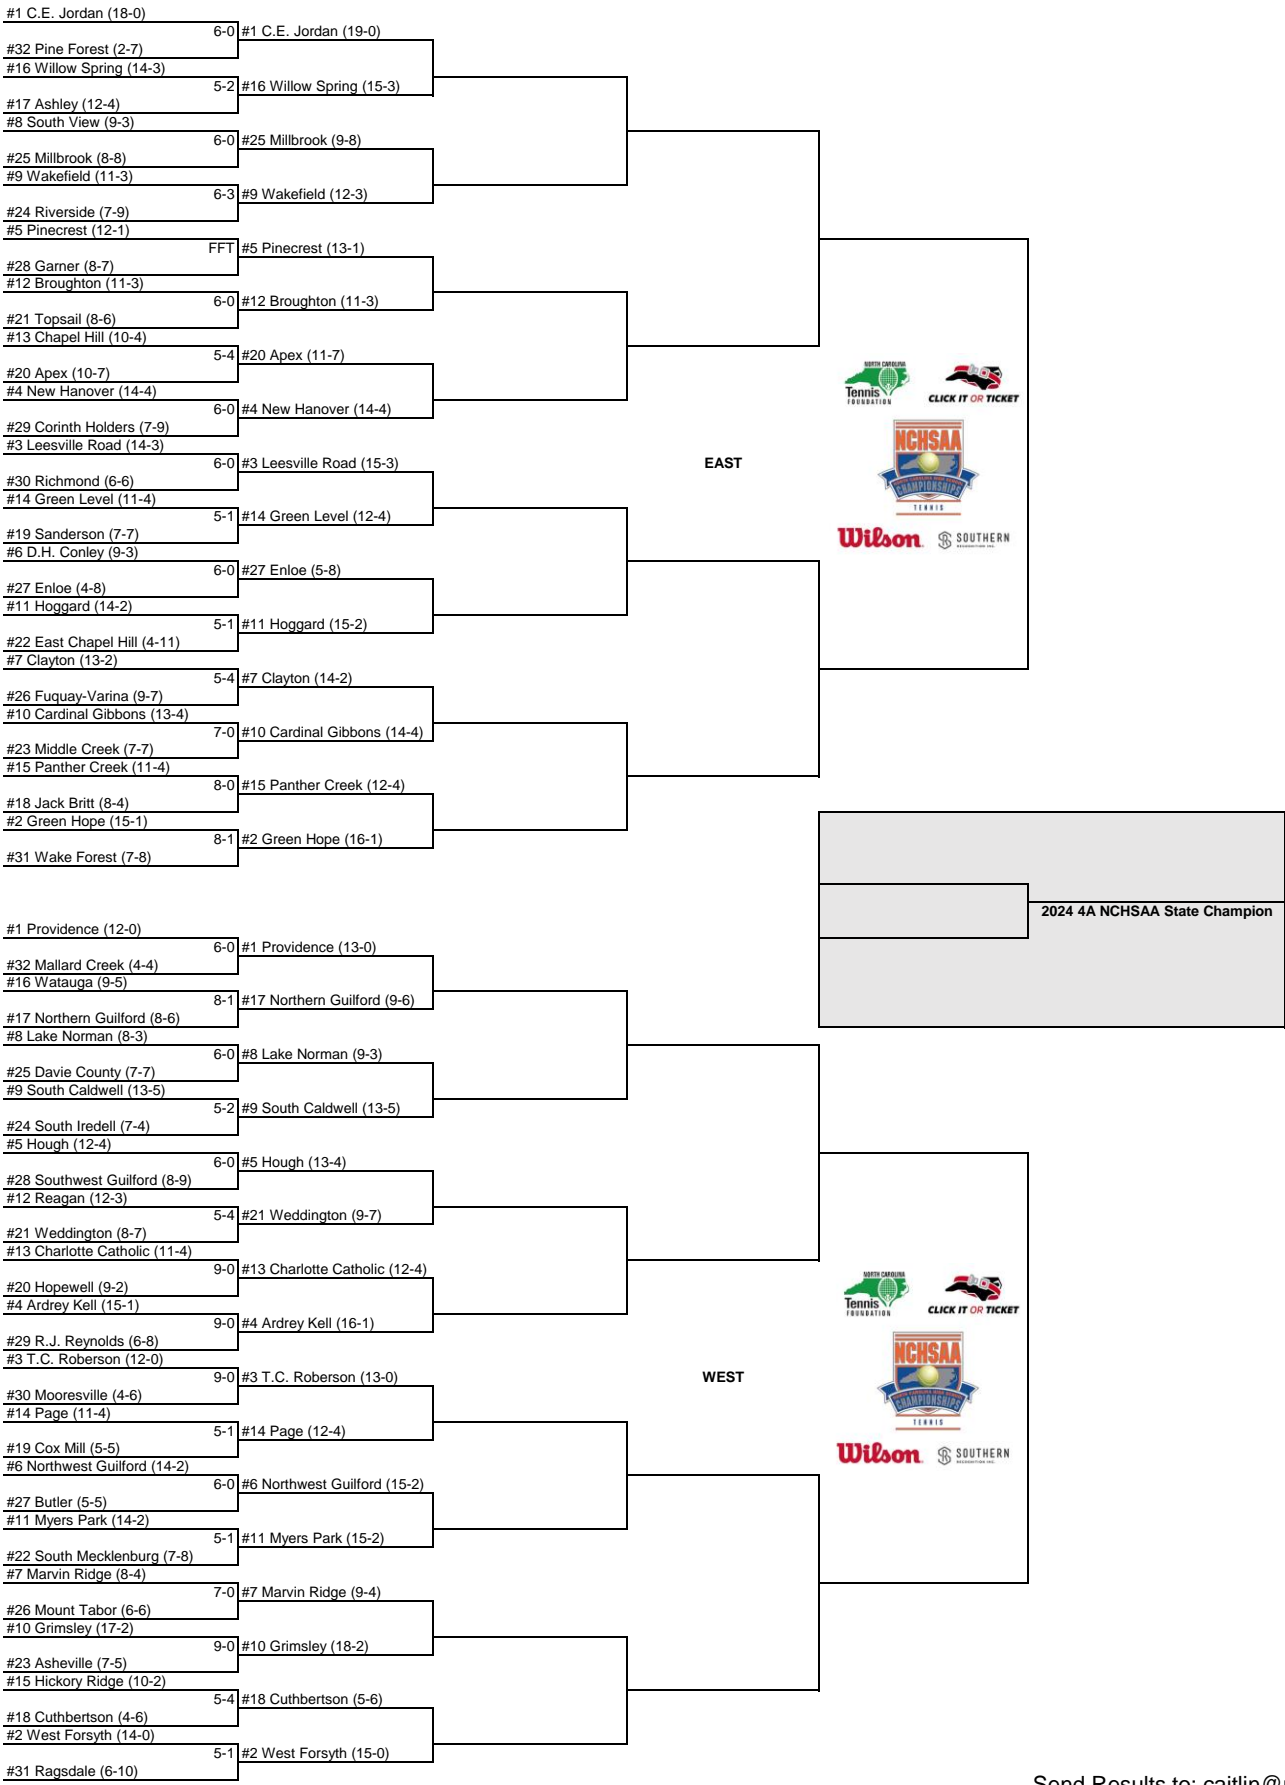 #1 C.E. Jordan (18-0)
6-0 #1 C.E. Jordan (19-0)
#32 Pine Forest (2-7)
#16 Willow Spring (14-3)
5-2 #16 Willow Spring (15-3)
#17 Ashley (12-4)
#8 South View (9-3)
6-0 #25 Millbrook (9-8)
#25 Millbrook (8-8)
#9 Wakefield (11-3)
6-3 #9 Wakefield (12-3)
#24 Riverside (7-9)
#5 Pinecrest (12-1)
FFT #5 Pinecrest (13-1)
#28 Garner (8-7)
#12 Broughton (11-3)
6-0 #12 Broughton (11-3)
#21 Topsail (8-6)
#13 Chapel Hill (10-4)
5-4 #20 Apex (11-7)
#20 Apex (10-7)
#4 New Hanover (14-4)
6-0 #4 New Hanover (14-4)
#29 Corinth Holders (7-9)
#3 Leesville Road (14-3)
6-0 #3 Leesville Road (15-3)
#30 Richmond (6-6)
#14 Green Level (11-4)
5-1 #14 Green Level (12-4)
#19 Sanderson (7-7)
#6 D.H. Conley (9-3)
6-0 #27 Enloe (5-8)
#27 Enloe (4-8)
#11 Hoggard (14-2)
5-1 #11 Hoggard (15-2)
#22 East Chapel Hill (4-11)
#7 Clayton (13-2)
5-4 #7 Clayton (14-2)
#26 Fuquay-Varina (9-7)
#10 Cardinal Gibbons (13-4)
7-0 #10 Cardinal Gibbons (14-4)
#23 Middle Creek (7-7)
#15 Panther Creek (11-4)
8-0 #15 Panther Creek (12-4)
#18 Jack Britt (8-4)
#2 Green Hope (15-1)
8-1 #2 Green Hope (16-1)
#31 Wake Forest (7-8)
EAST
NORTH CAROLINA
Tennis
FOUNDATION
CLICK IT OR TICKET
NCHSAA
CHAMPIONSHIPS
TENNIS
Wilson
SOUTHERN
2024 4A NCHSAA State Champion
#1 Providence (12-0)
6-0 #1 Providence (13-0)
#32 Mallard Creek (4-4)
#16 Watauga (9-5)
8-1 #17 Northern Guilford (9-6)
#17 Northern Guilford (8-6)
#8 Lake Norman (8-3)
6-0 #8 Lake Norman (9-3)
#25 Davie County (7-7)
#9 South Caldwell (13-5)
5-2 #9 South Caldwell (13-5)
#24 South Iredell (7-4)
#5 Hough (12-4)
6-0 #5 Hough (13-4)
#28 Southwest Guilford (8-9)
#12 Reagan (12-3)
5-4 #21 Weddington (9-7)
#21 Weddington (8-7)
#13 Charlotte Catholic (11-4)
9-0 #13 Charlotte Catholic (12-4)
#20 Hopewell (9-2)
#4 Ardrey Kell (15-1)
9-0 #4 Ardrey Kell (16-1)
#29 R.J. Reynolds (6-8)
#3 T.C. Roberson (12-0)
9-0 #3 T.C. Roberson (13-0)
#30 Mooresville (4-6)
#14 Page (11-4)
5-1 #14 Page (12-4)
#19 Cox Mill (5-5)
#6 Northwest Guilford (14-2)
6-0 #6 Northwest Guilford (15-2)
#27 Butler (5-5)
#11 Myers Park (14-2)
5-1 #11 Myers Park (15-2)
#22 South Mecklenburg (7-8)
#7 Marvin Ridge (8-4)
7-0 #7 Marvin Ridge (9-4)
#26 Mount Tabor (6-6)
#10 Grimsley (17-2)
9-0 #10 Grimsley (18-2)
#23 Asheville (7-5)
#15 Hickory Ridge (10-2)
5-4 #18 Cuthbertson (5-6)
#18 Cuthbertson (4-6)
#2 West Forsyth (14-0)
5-1 #2 West Forsyth (15-0)
#31 Ragsdale (6-10)
WEST
NORTH CAROLINA
Tennis
FOUNDATION
CLICK IT OR TICKET
NCHSAA
CHAMPIONSHIPS
TENNIS
Wilson
SOUTHERN
Send Results to: caitlin@